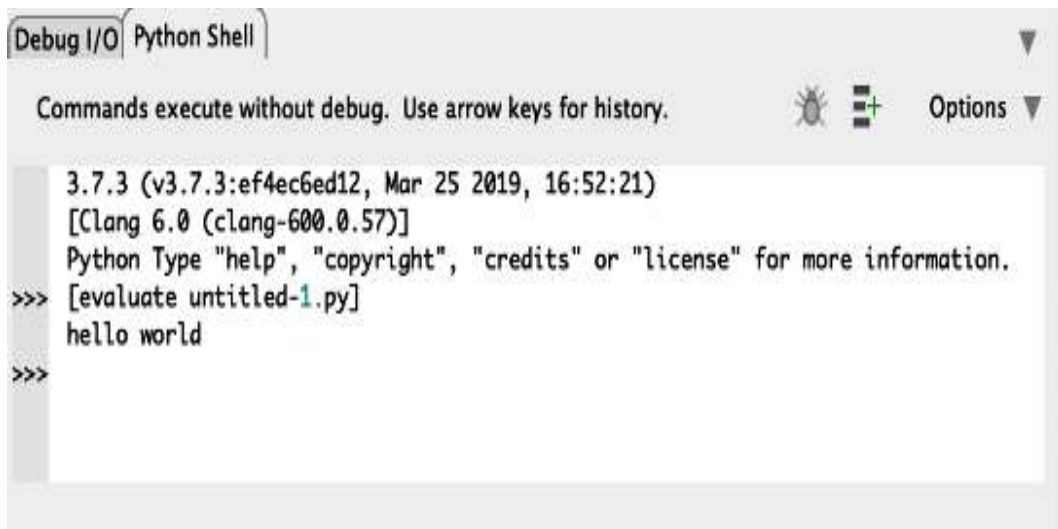 Debug I/O Python Shell
Commands execute without debug. Use arrow keys for history. Options
3.7.3 (v3.7.3:ef4ec6ed12, Mar 25 2019, 16:52:21)
[Clang 6.0 (clang-600.0.57)]
Python Type "help", "copyright", "credits" or "license" for more information.
>>> [evaluate untitled-1.py]
hello world
>>>